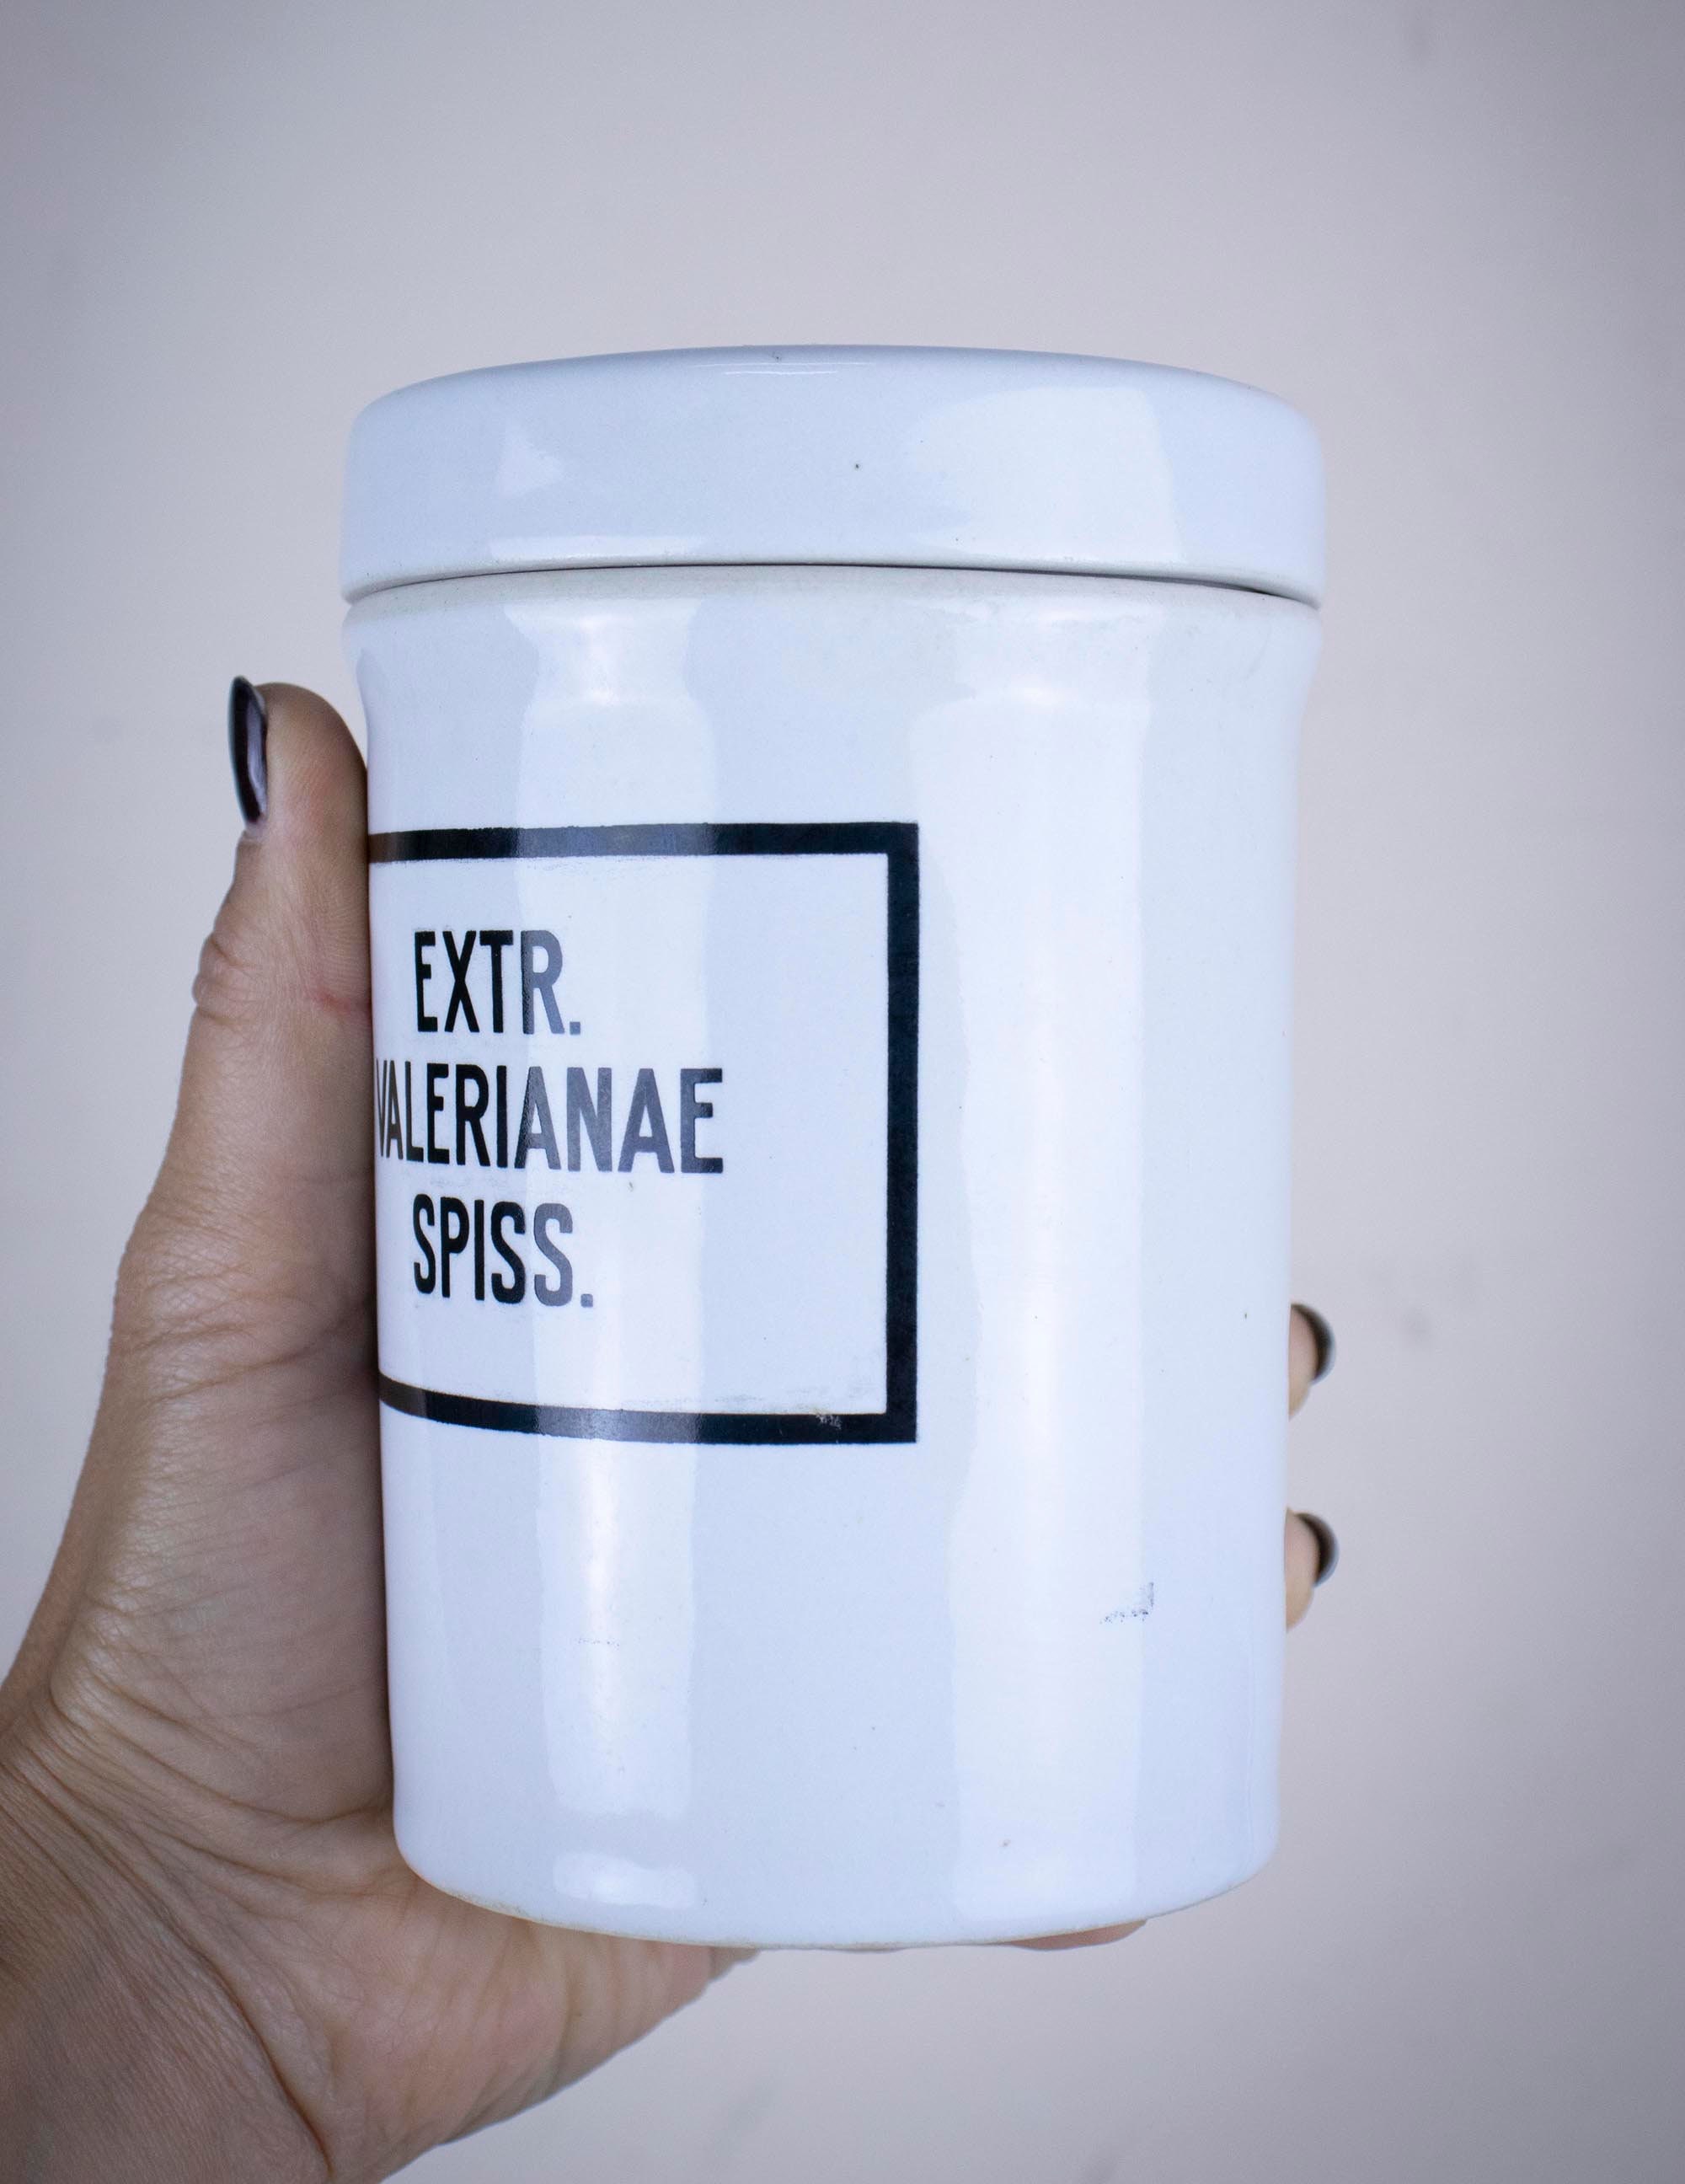 EXTR.
VALERIANAE
SPISS.